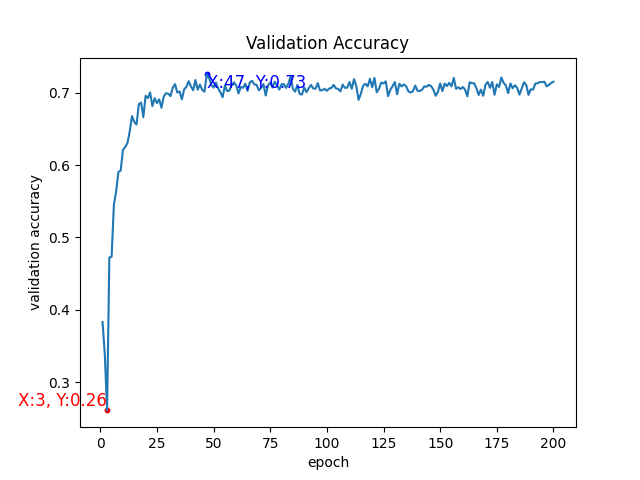 Validation Accuracy
X:47, Y:0.73
0.7
0.6
0.5
0.4
0.3
validation accuracy
X:3, Y:0.26
0 25 50 75 100 125 150 175 200
epoch